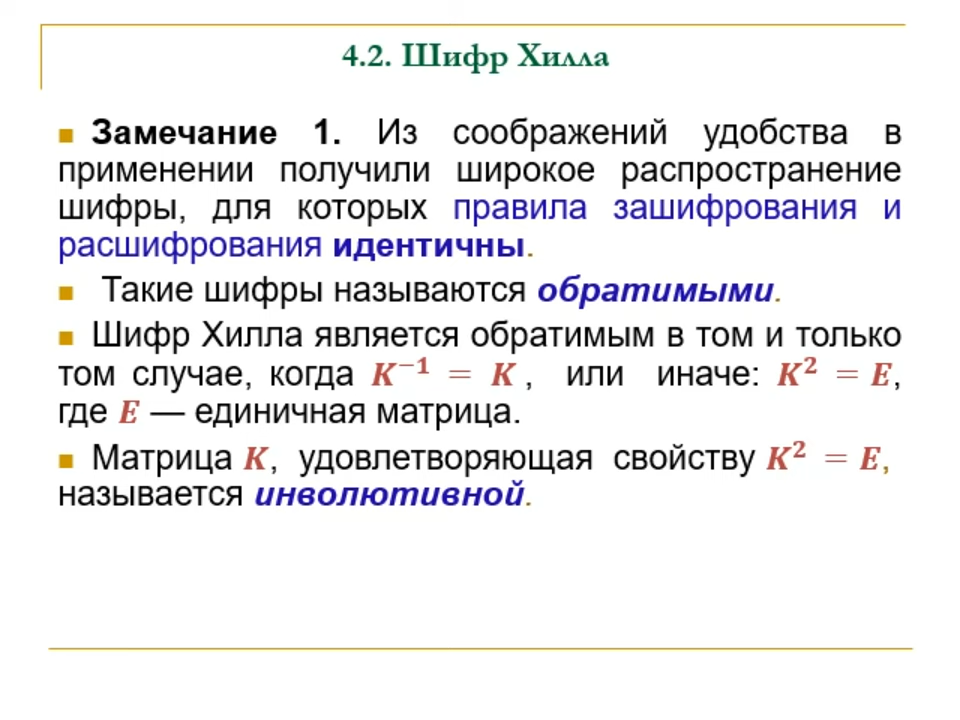 4.2. Шифр Хилла
Замечание 1. Из соображений удобства в
применении получили широкое распространение
шифры, для которых правила зашифрования и
расшифрования идентичны.
Такие шифры называются обратимыми.
Шифр Хилла является обратимым в том и только
том случае, когда K⁻¹ = K , или иначе: K² = E,
где E — единичная матрица.
Матрица K, удовлетворяющая свойству K² = E,
называется инволютивной.